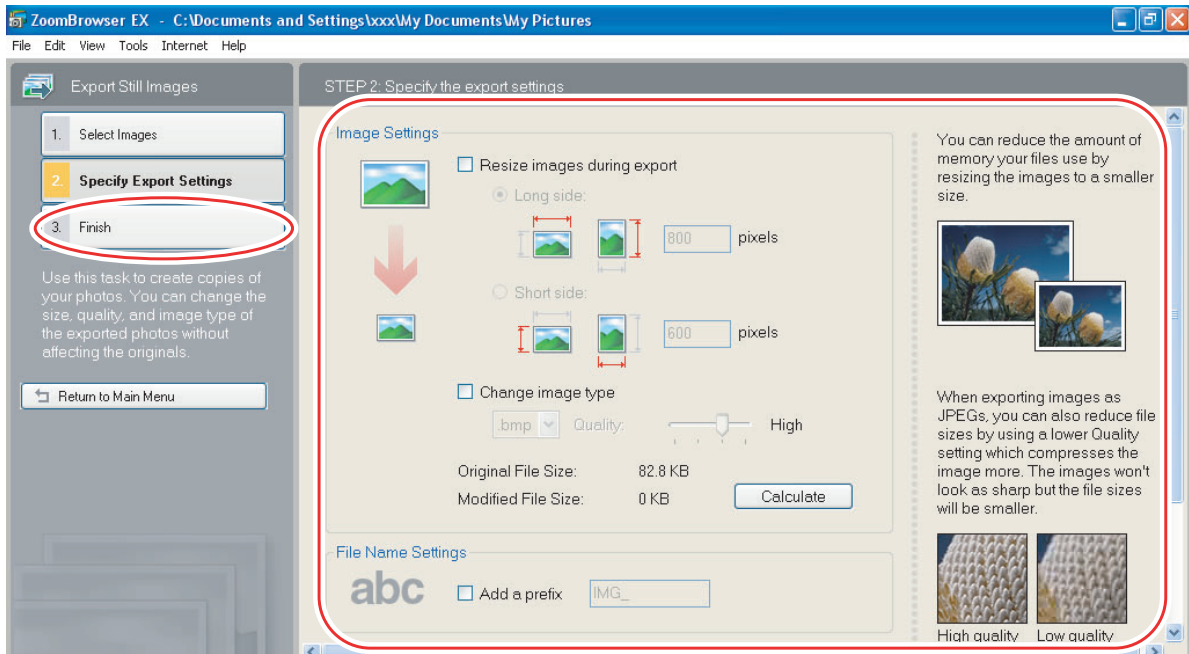 ZoomBrowser EX - C:\Documents and Settings\xxx\My Documents\My Pictures
File Edit View Tools Internet Help
Export Still Images
1. Select Images
2. Specify Export Settings
3. Finish
Use this task to create copies of
your photos. You can change the
size, quality, and image type of
the exported photos without
affecting the originals.
Return to Main Menu
STEP 2: Specify the export settings
Image Settings
Resize images during export
Long side:
800 pixels
Short side:
600 pixels
Change image type
.bmp Quality: High
Original File Size: 82.8 KB
Modified File Size: 0 KB Calculate
File Name Settings
abc Add a prefix IMG_
You can reduce the amount of
memory your files use by
resizing the images to a smaller
size.
When exporting images as
JPEGs, you can also reduce file
sizes by using a lower Quality
setting which compresses the
image more. The images won't
look as sharp but the file sizes
will be smaller.
High quality Low quality